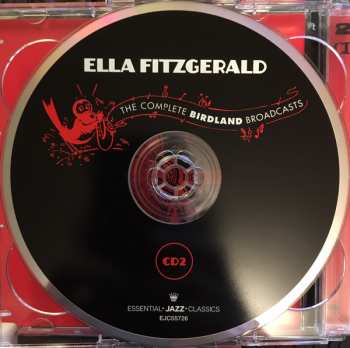 ELLA FITZGERALD
THE COMPLETE BIRDLAND BROADCASTS
CD2
ESSENTIAL·JAZZ·CLASSICS
EJC55726